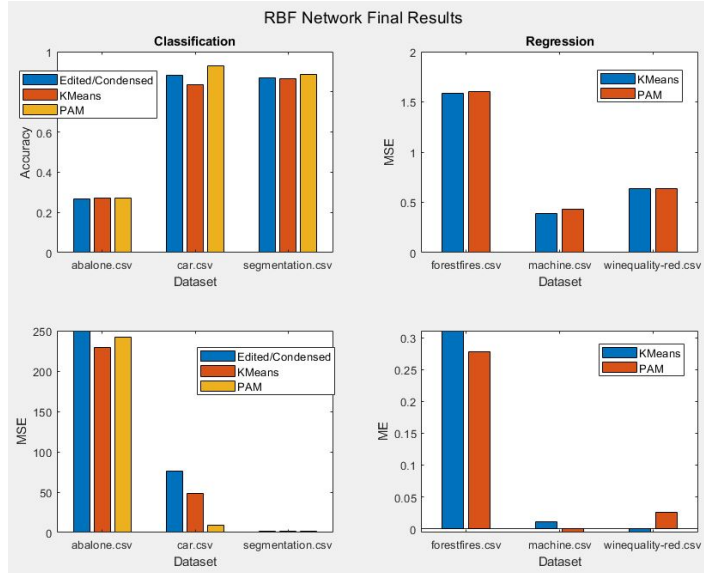 RBF Network Final Results
Classification
1
0.8
0.6
0.4
0.2
0
Accuracy
Edited/Condensed
KMeans
PAM
abalone.csv
car.csv
segmentation.csv
Dataset
Regression
2
1.5
1
0.5
0
MSE
KMeans
PAM
forestfires.csv
machine.csv
winequality-red.csv
Dataset
250
200
150
100
50
0
MSE
Edited/Condensed
KMeans
PAM
abalone.csv
car.csv
segmentation.csv
Dataset
0.3
0.25
0.2
0.15
0.1
0.05
0
ME
KMeans
PAM
forestfires.csv
machine.csv
winequality-red.csv
Dataset